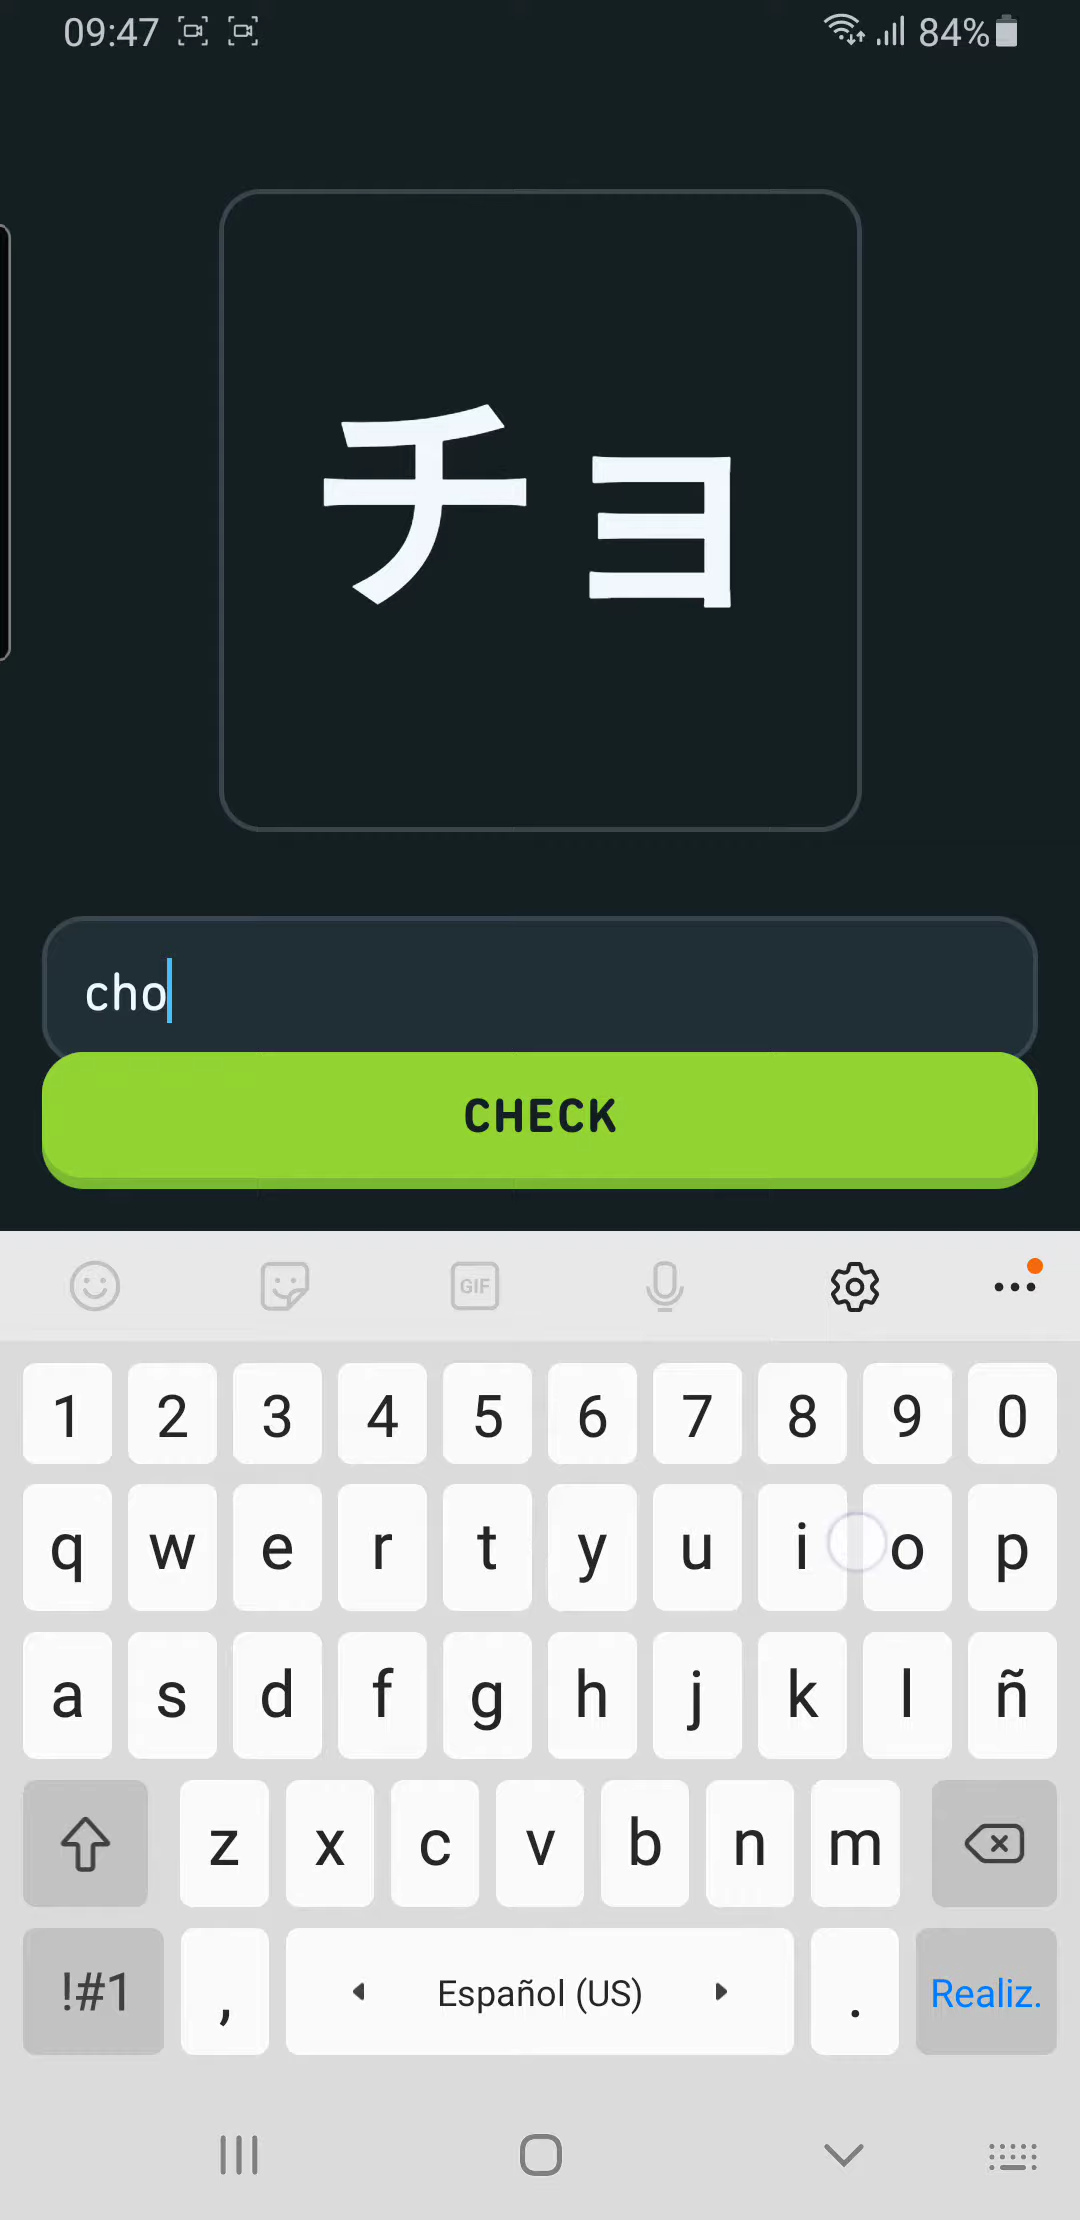 09:47 84%
チョ
cho
CHECK
GIF
1 2 3 4 5 6 7 8 9 0
q w e r t y u i o p
a s d f g h j k l ñ
z x c v b n m
!#1 , Español (US) . Realiz.